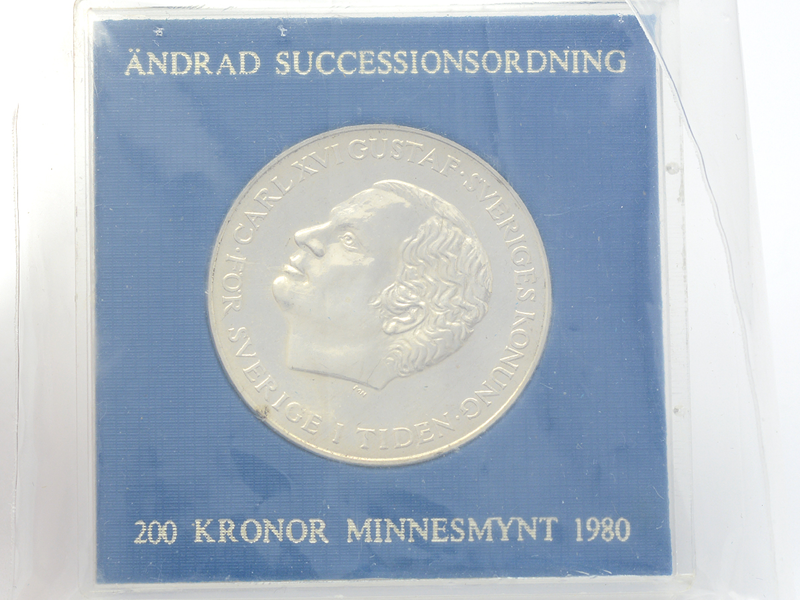 ÄNDRAD SUCCESSIONSORDNING
CARL XVI GUSTAF · SVERIGES KONUNG · FÖR SVERIGE I TIDEN ·
200 KRONOR MINNESMYNT 1980